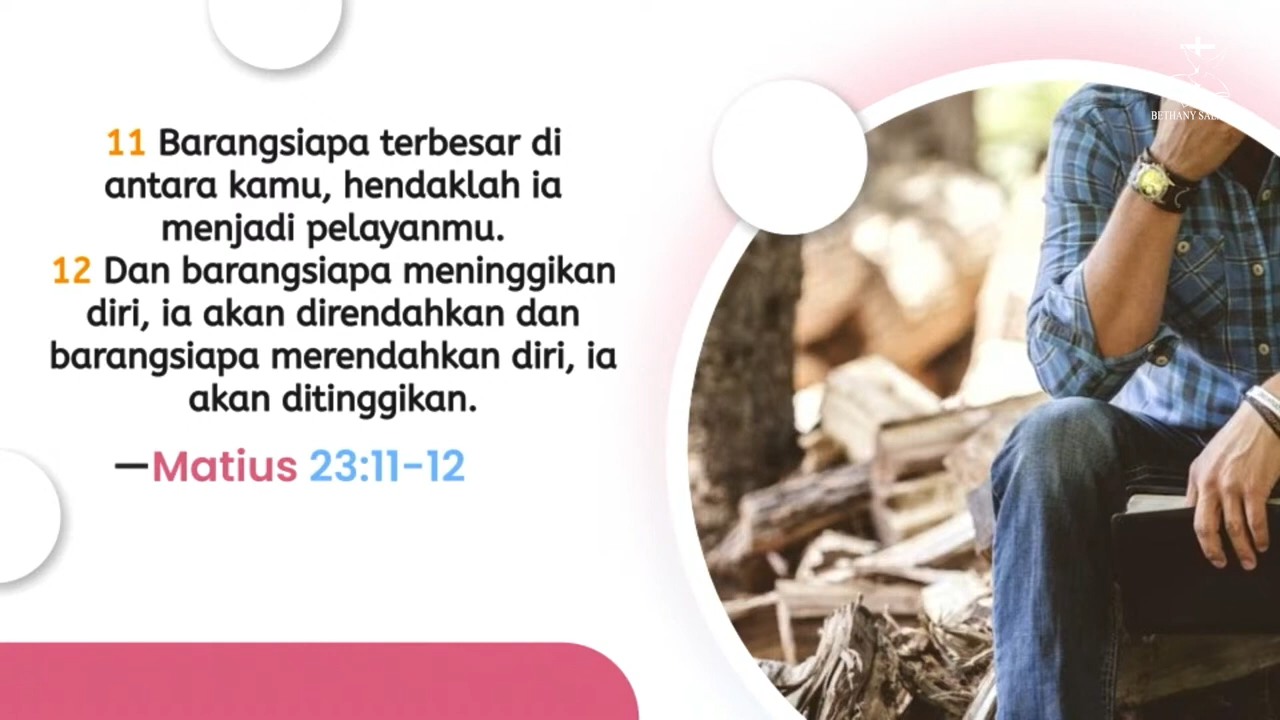 11 Barangsiapa terbesar di
antara kamu, hendaklah ia
menjadi pelayanmu.
12 Dan barangsiapa meninggikan
diri, ia akan direndahkan dan
barangsiapa merendahkan diri, ia
akan ditinggikan.
—Matius 23:11-12
BETHANY